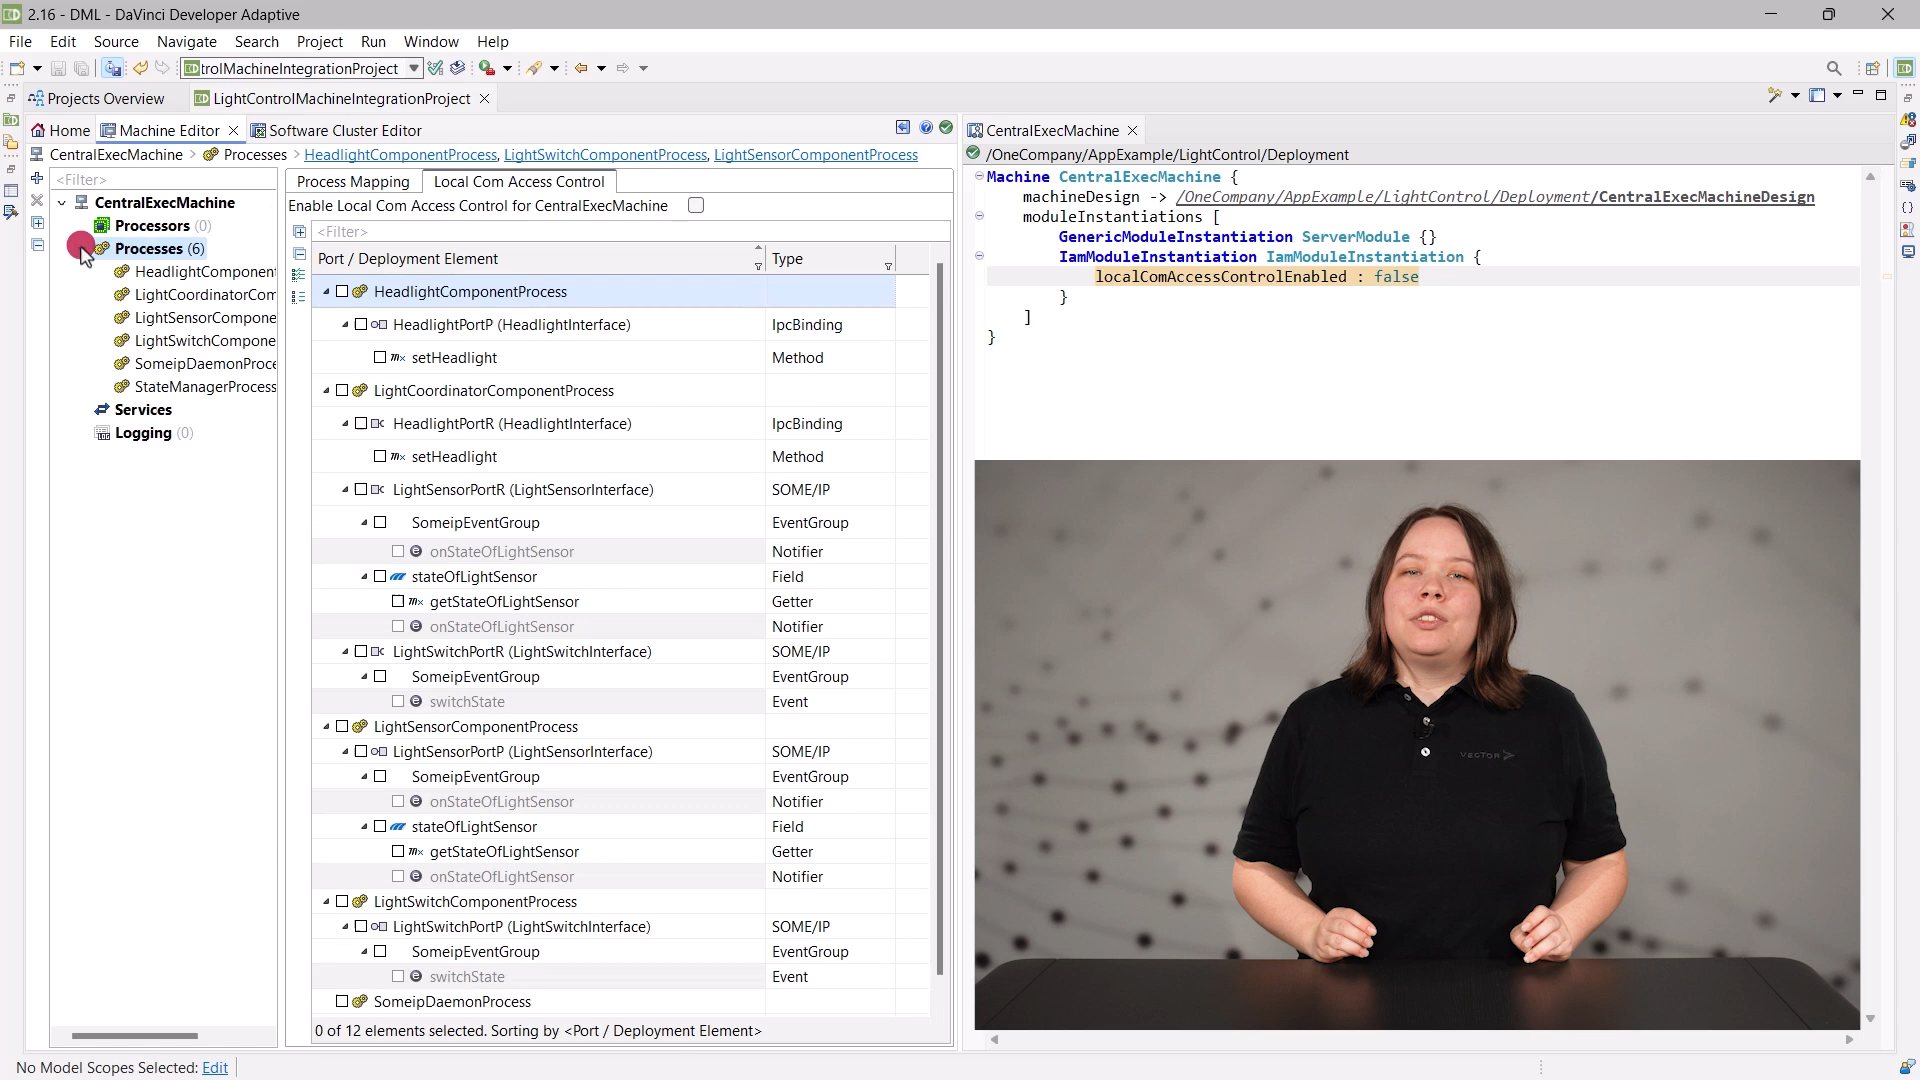 2.16 - DML - DaVinci Developer Adaptive
File Edit Source Navigate Search Project Run Window Help
trolMachineIntegrationProject
Projects Overview LightControlMachineIntegrationProject
Home Machine Editor Software Cluster Editor
CentralExecMachine > Processes > HeadlightComponentProcess, LightSwitchComponentProcess, LightSensorComponentProcess
<Filter>
CentralExecMachine
Processors (0)
Processes (6)
HeadlightComponent
LightCoordinatorCom
LightSensorCompone
LightSwitchCompone
SomeipDaemonProce
StateManagerProcess
Services
Logging (0)
Process Mapping Local Com Access Control
Enable Local Com Access Control for CentralExecMachine
<Filter>
Port / Deployment Element Type
HeadlightComponentProcess
HeadlightPortP (HeadlightInterface) IpcBinding
setHeadlight Method
LightCoordinatorComponentProcess
HeadlightPortR (HeadlightInterface) IpcBinding
setHeadlight Method
LightSensorPortR (LightSensorInterface) SOME/IP
SomeipEventGroup EventGroup
onStateOfLightSensor Notifier
stateOfLightSensor Field
getStateOfLightSensor Getter
onStateOfLightSensor Notifier
LightSwitchPortR (LightSwitchInterface) SOME/IP
SomeipEventGroup EventGroup
switchState Event
LightSensorComponentProcess
LightSensorPortP (LightSensorInterface) SOME/IP
SomeipEventGroup EventGroup
onStateOfLightSensor Notifier
stateOfLightSensor Field
getStateOfLightSensor Getter
onStateOfLightSensor Notifier
LightSwitchComponentProcess
LightSwitchPortP (LightSwitchInterface) SOME/IP
SomeipEventGroup EventGroup
switchState Event
SomeipDaemonProcess
0 of 12 elements selected. Sorting by <Port / Deployment Element>
CentralExecMachine
/OneCompany/AppExample/LightControl/Deployment
Machine CentralExecMachine {
machineDesign -> /OneCompany/AppExample/LightControl/Deployment/CentralExecMachineDesign
moduleInstantiations [
GenericModuleInstantiation ServerModule {}
IamModuleInstantiation IamModuleInstantiation {
localComAccessControlEnabled : false
}
]
}
VECTOR
No Model Scopes Selected: Edit